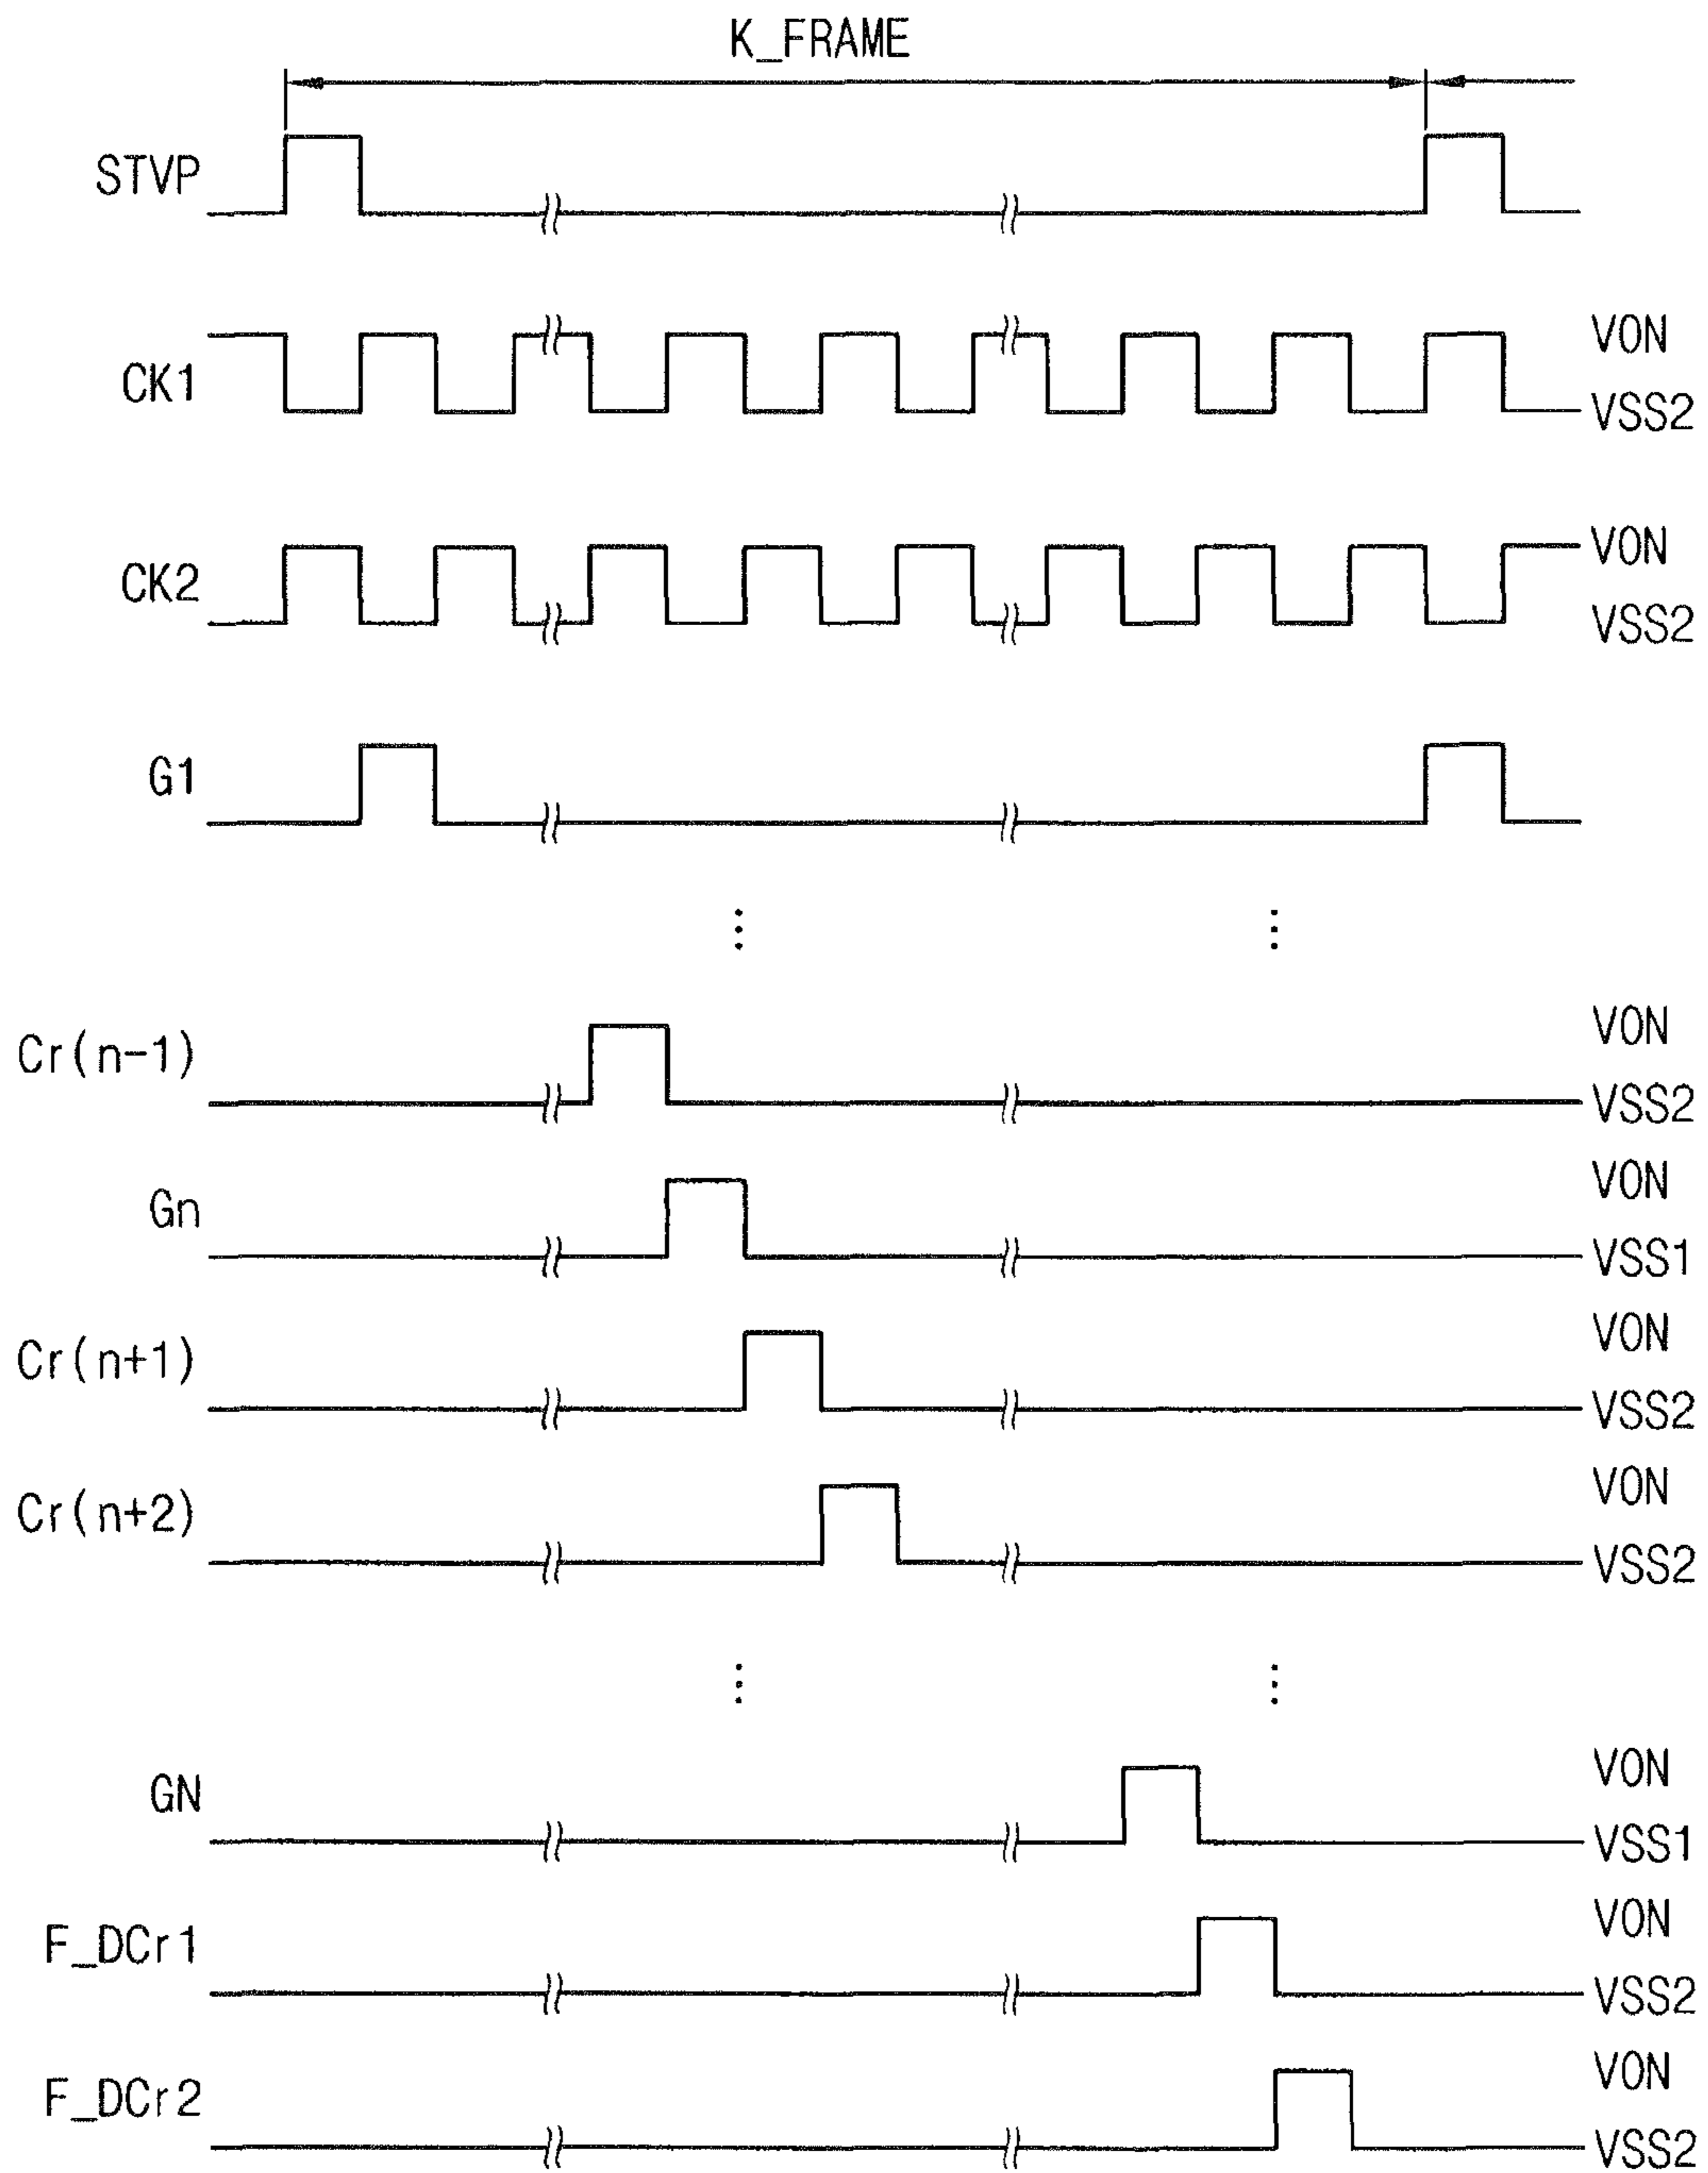 K_FRAME
STVP
CK1
VON
VSS2
CK2
VON
VSS2
G1
Cr(n-1)
VON
VSS2
Gn
VON
VSS1
Cr(n+1)
VON
VSS2
Cr(n+2)
VON
VSS2
GN
VON
VSS1
F_DCr1
VON
VSS2
F_DCr2
VON
VSS2